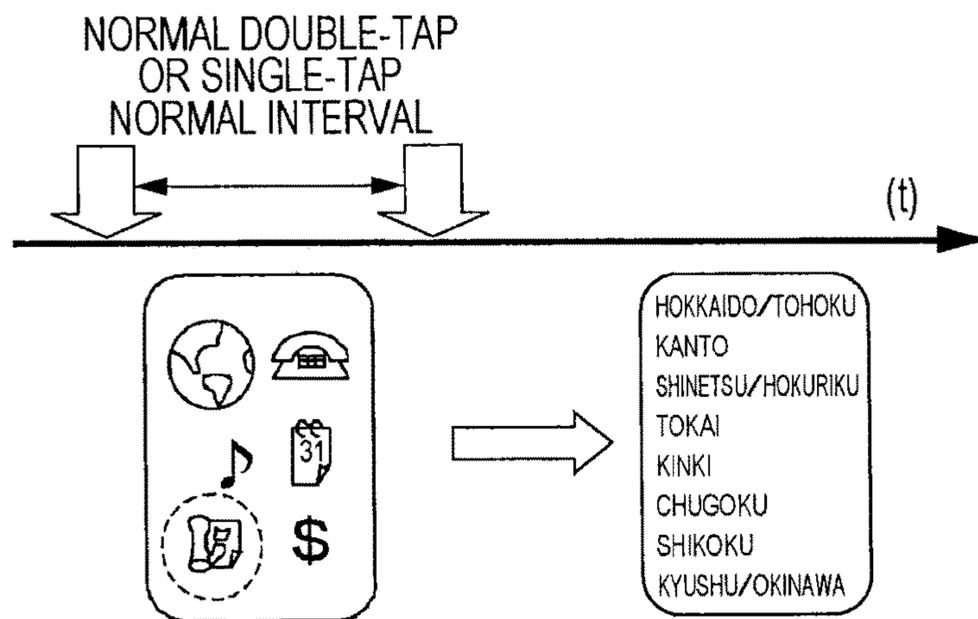 NORMAL DOUBLE-TAP
OR SINGLE-TAP
NORMAL INTERVAL
(t)
31
$
HOKKAIDO/TOHOKU
KANTO
SHINETSU/HOKURIKU
TOKAI
KINKI
CHUGOKU
SHIKOKU
KYUSHU/OKINAWA